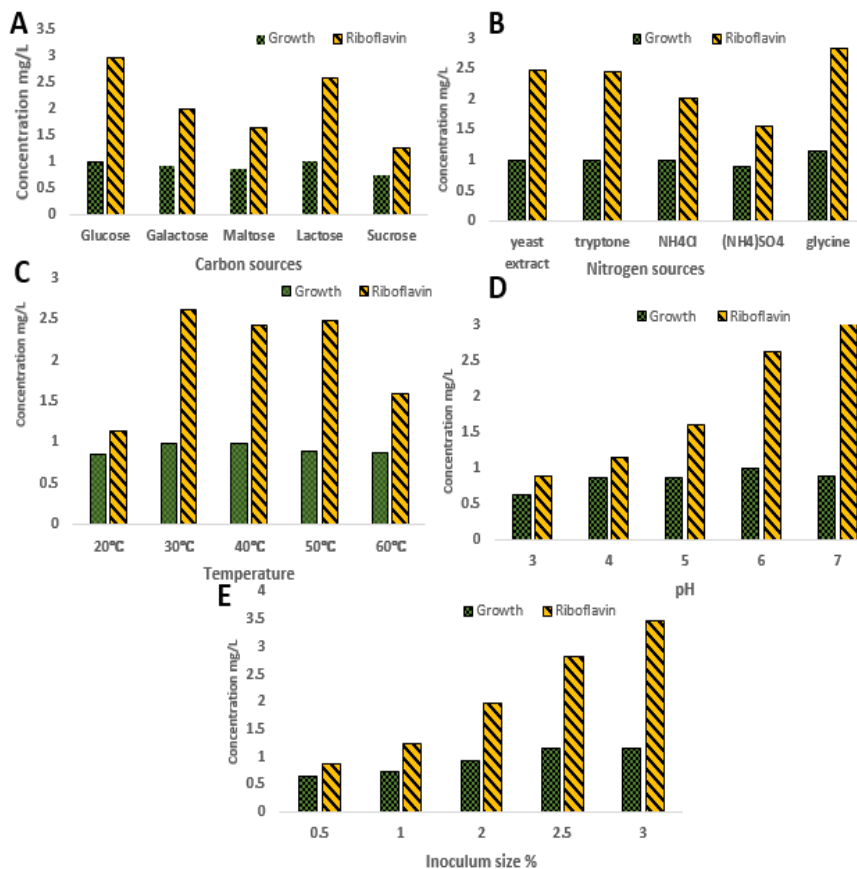 A
Growth Riboflavin
Concentration mg/L
3.5
3
2.5
2
1.5
1
0.5
0
Glucose Galactose Maltose Lactose Sucrose
Carbon sources
B
Growth Riboflavin
Concentration mg/L
3
2.5
2
1.5
1
0.5
0
yeast extract tryptone NH4Cl (NH4)SO4 glycine
Nitrogen sources
C
Growth Riboflavin
Concentration mg/L
3
2.5
2
1.5
1
0.5
0
20°C 30°C 40°C 50°C 60°C
Temperature
D
Growth Riboflavin
Concentration mg/L
3
2.5
2
1.5
1
0.5
0
3 4 5 6 7
pH
E
Growth Riboflavin
Concentration mg/L
4
3.5
3
2.5
2
1.5
1
0.5
0
0.5 1 2 2.5 3
Inoculum size %